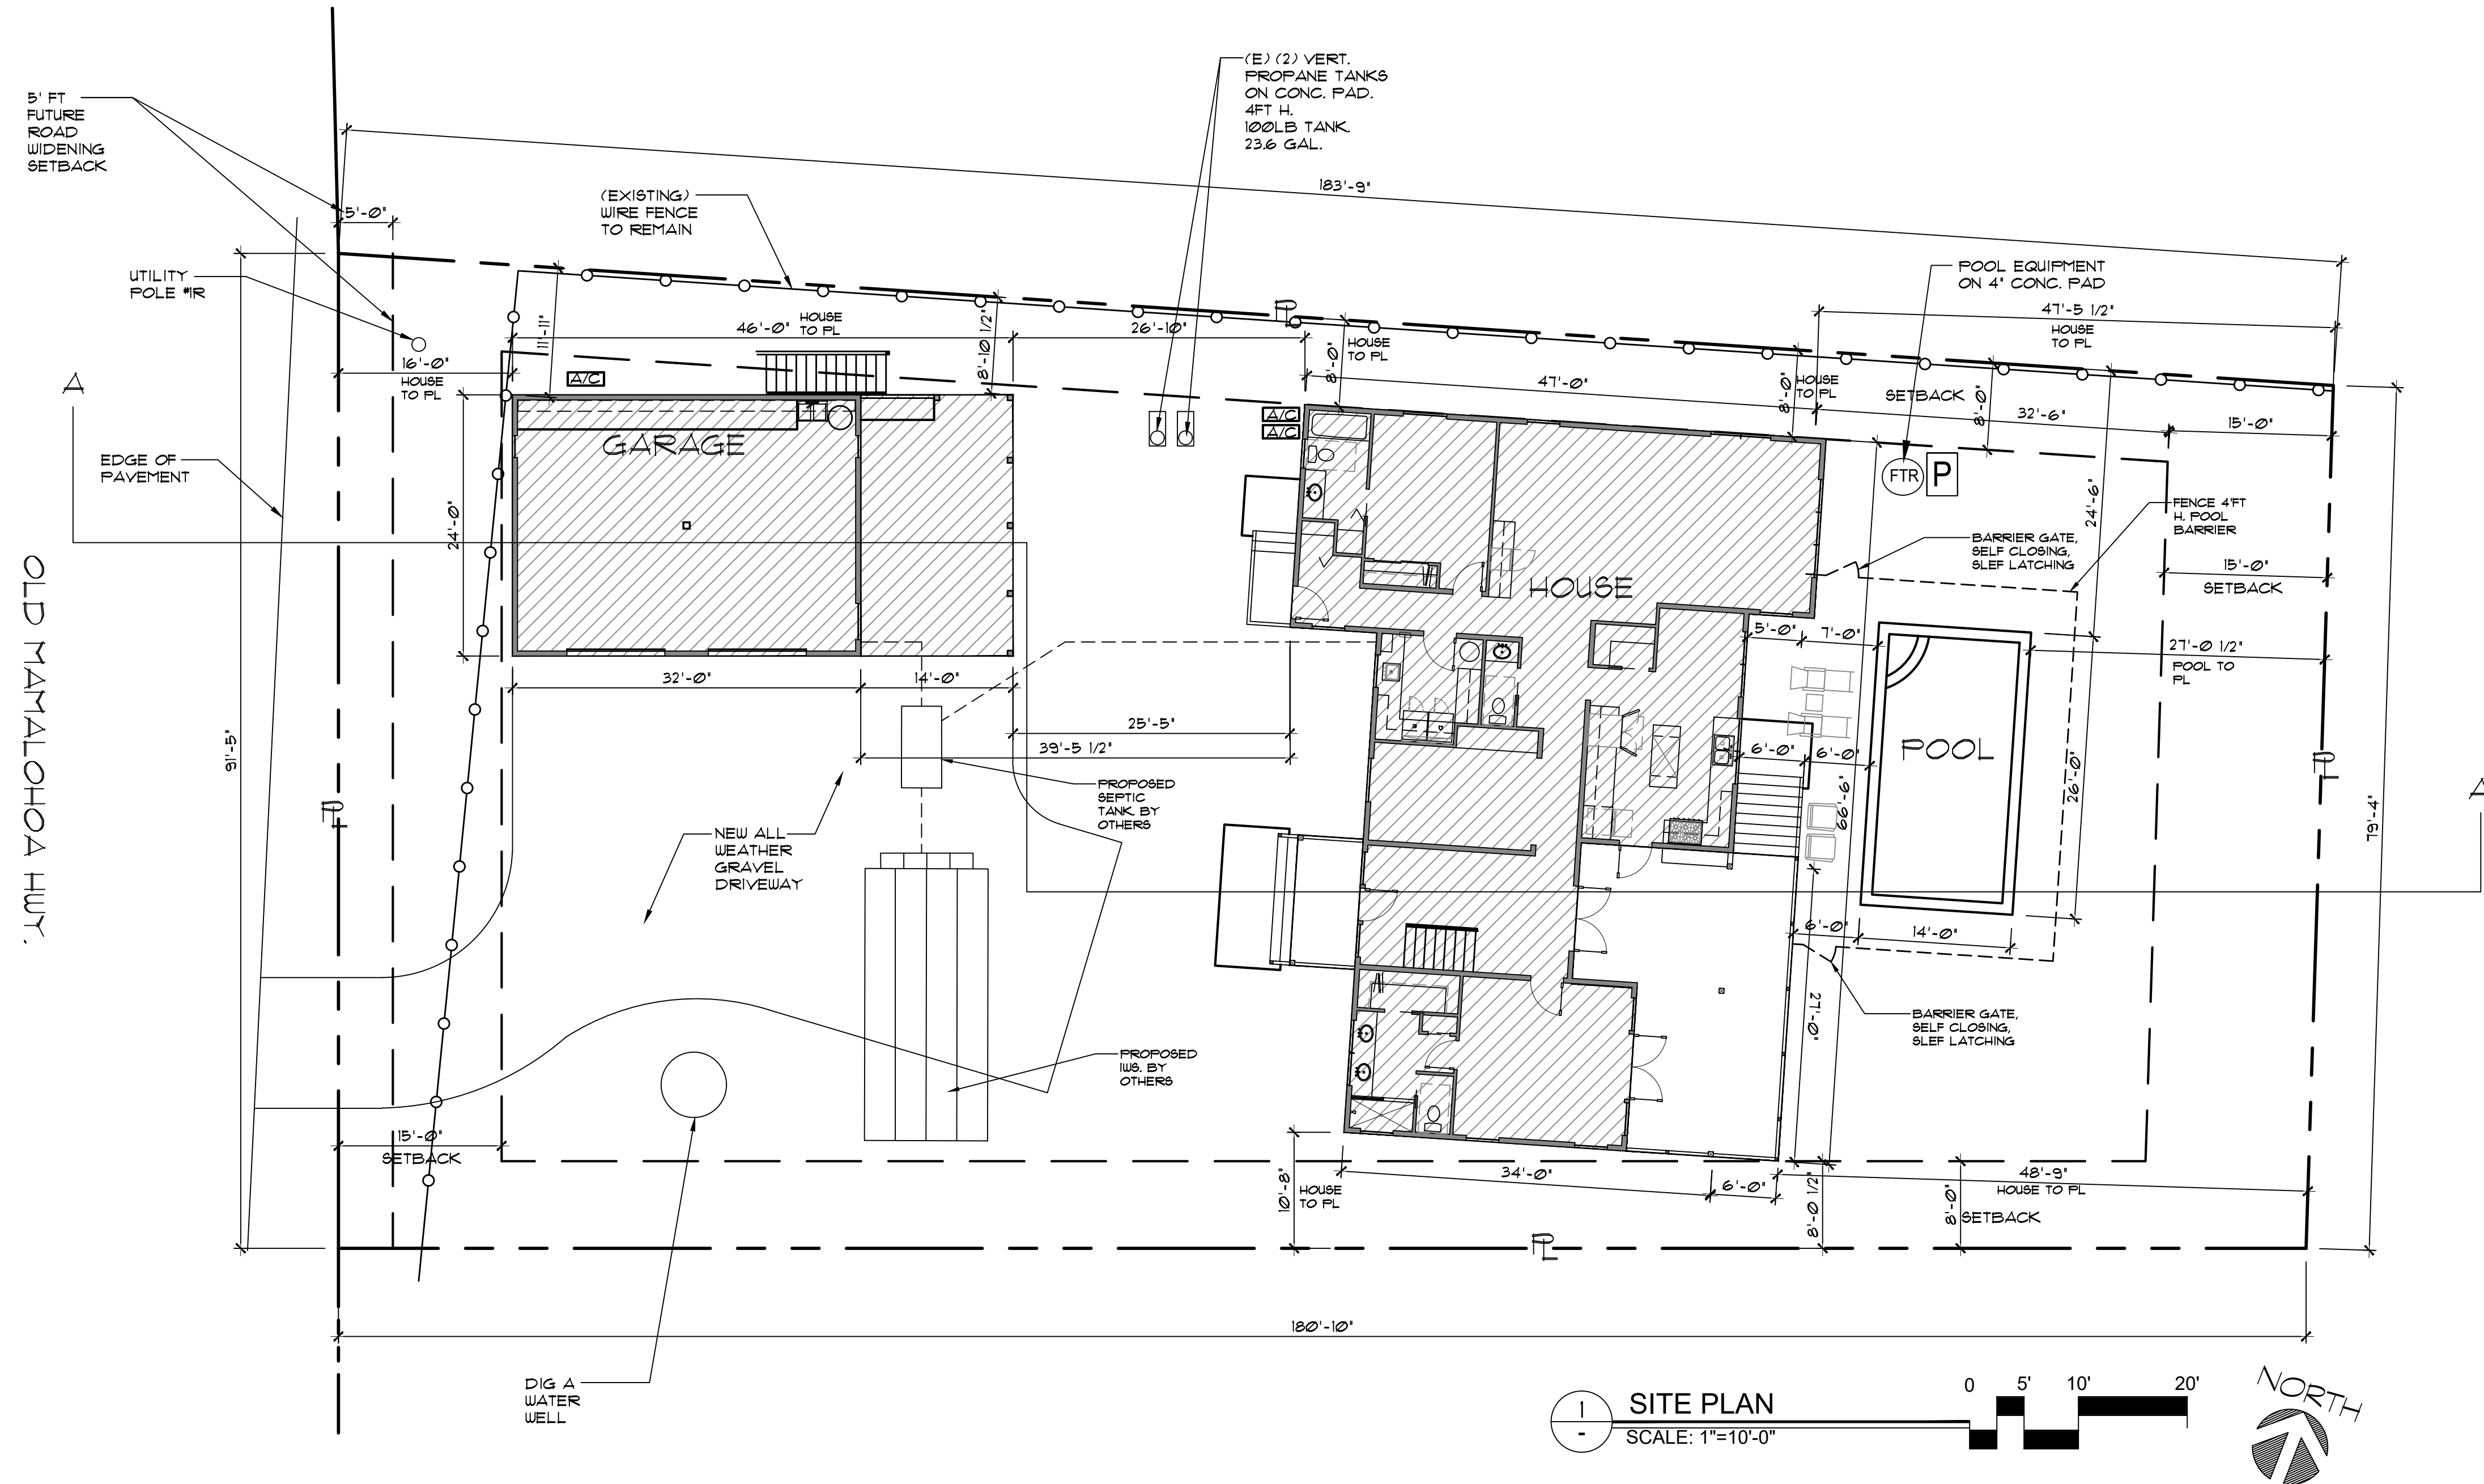 (E) (2) VERT.
PROPANE TANKS
ON CONC. PAD.
4FT H.
100LB TANK.
23.6 GAL.
5' FT
FUTURE
ROAD
WIDENING
SETBACK
183'-9"
(EXISTING)
WIRE FENCE
TO REMAIN
5'-0"
UTILITY
POLE #1R
POOL EQUIPMENT
ON 4" CONC. PAD
47'-5 1/2"
HOUSE
TO PL
11'-11"
46'-0"
HOUSE
TO PL
8'-10 1/2"
26'-10"
PL
8'-0"
HOUSE
TO PL
16'-0"
HOUSE
TO PL
A/C
47'-0"
8'-0"
HOUSE
TO PL
SETBACK
8'-0"
32'-6"
15'-0"
A
A/C
A/C
GARAGE
EDGE OF
PAVEMENT
FTR
P
24'-6"
FENCE 4'FT
H. POOL
BARRIER
24'-0"
BARRIER GATE,
SELF CLOSING,
SLEF LATCHING
15'-0"
SETBACK
HOUSE
OLD MAMALOHOA HWY.
5'-0"
7'-0"
27'-0 1/2"
POOL TO
PL
32'-0"
14'-0"
25'-5"
39'-5 1/2"
91'-5"
POOL
6'-0"
6'-0"
PL
A
PROPOSED
SEPTIC
TANK. BY
OTHERS
66'-6"
26'-0"
79'-4"
PL
NEW ALL
WEATHER
GRAVEL
DRIVEWAY
6'-0"
14'-0"
27'-0"
BARRIER GATE,
SELF CLOSING,
SLEF LATCHING
PROPOSED
IWS. BY
OTHERS
15'-0"
SETBACK
10'-8"
HOUSE
TO PL
34'-0"
6'-0"
8'-0 1/2"
48'-9"
HOUSE TO PL
8'-0"
SETBACK
PL
180'-10"
DIG A
WATER
WELL
1
-
SITE PLAN
SCALE: 1"=10'-0"
0 5' 10' 20'
NORTH